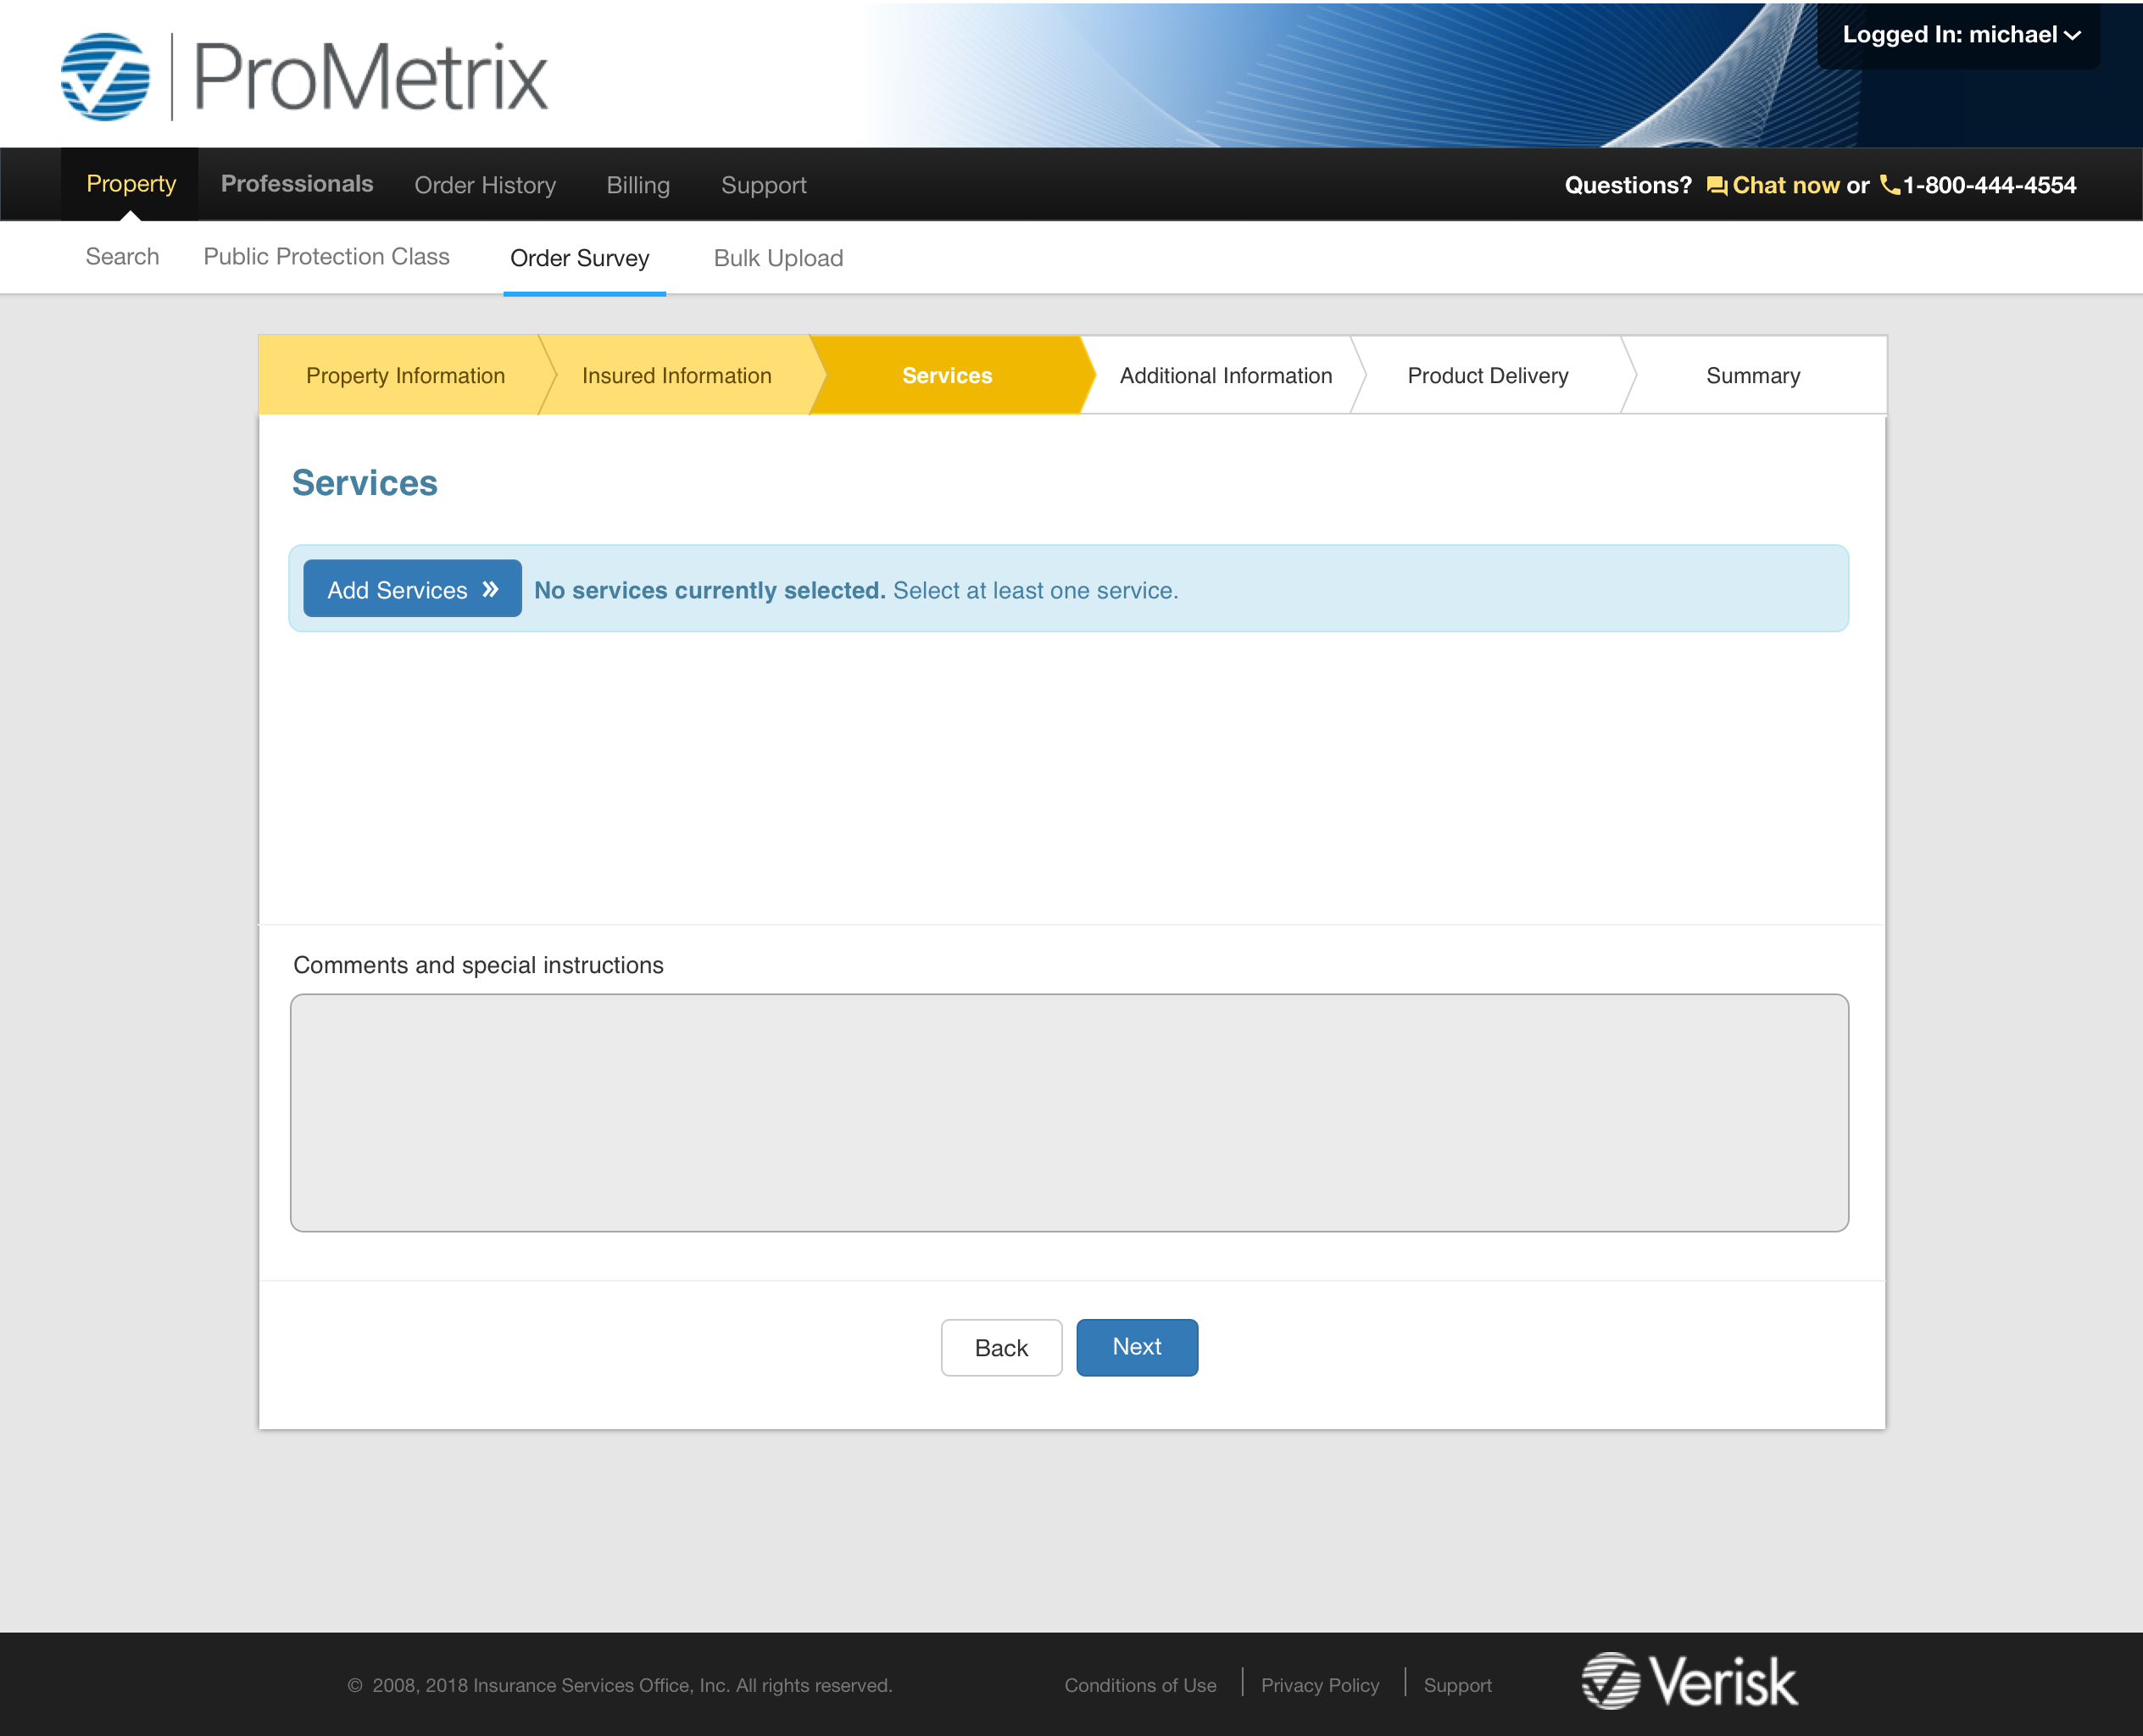 ProMetrix
Logged In: michael
Property Professionals Order History Billing Support Questions? Chat now or 1-800-444-4554
Search Public Protection Class Order Survey Bulk Upload
Property Information Insured Information Services Additional Information Product Delivery Summary
Services
Add Services » No services currently selected. Select at least one service.
Comments and special instructions
Back Next
© 2008, 2018 Insurance Services Office, Inc. All rights reserved. Conditions of Use Privacy Policy Support Verisk